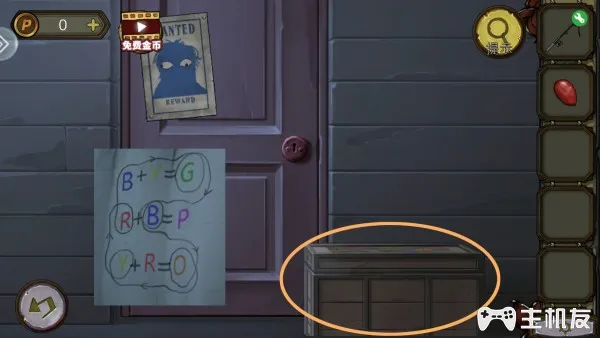 P 0 +
免费金币
WANTED
REWARD
提示
B+Y=G
R+B=P
Y+R=O
主机友